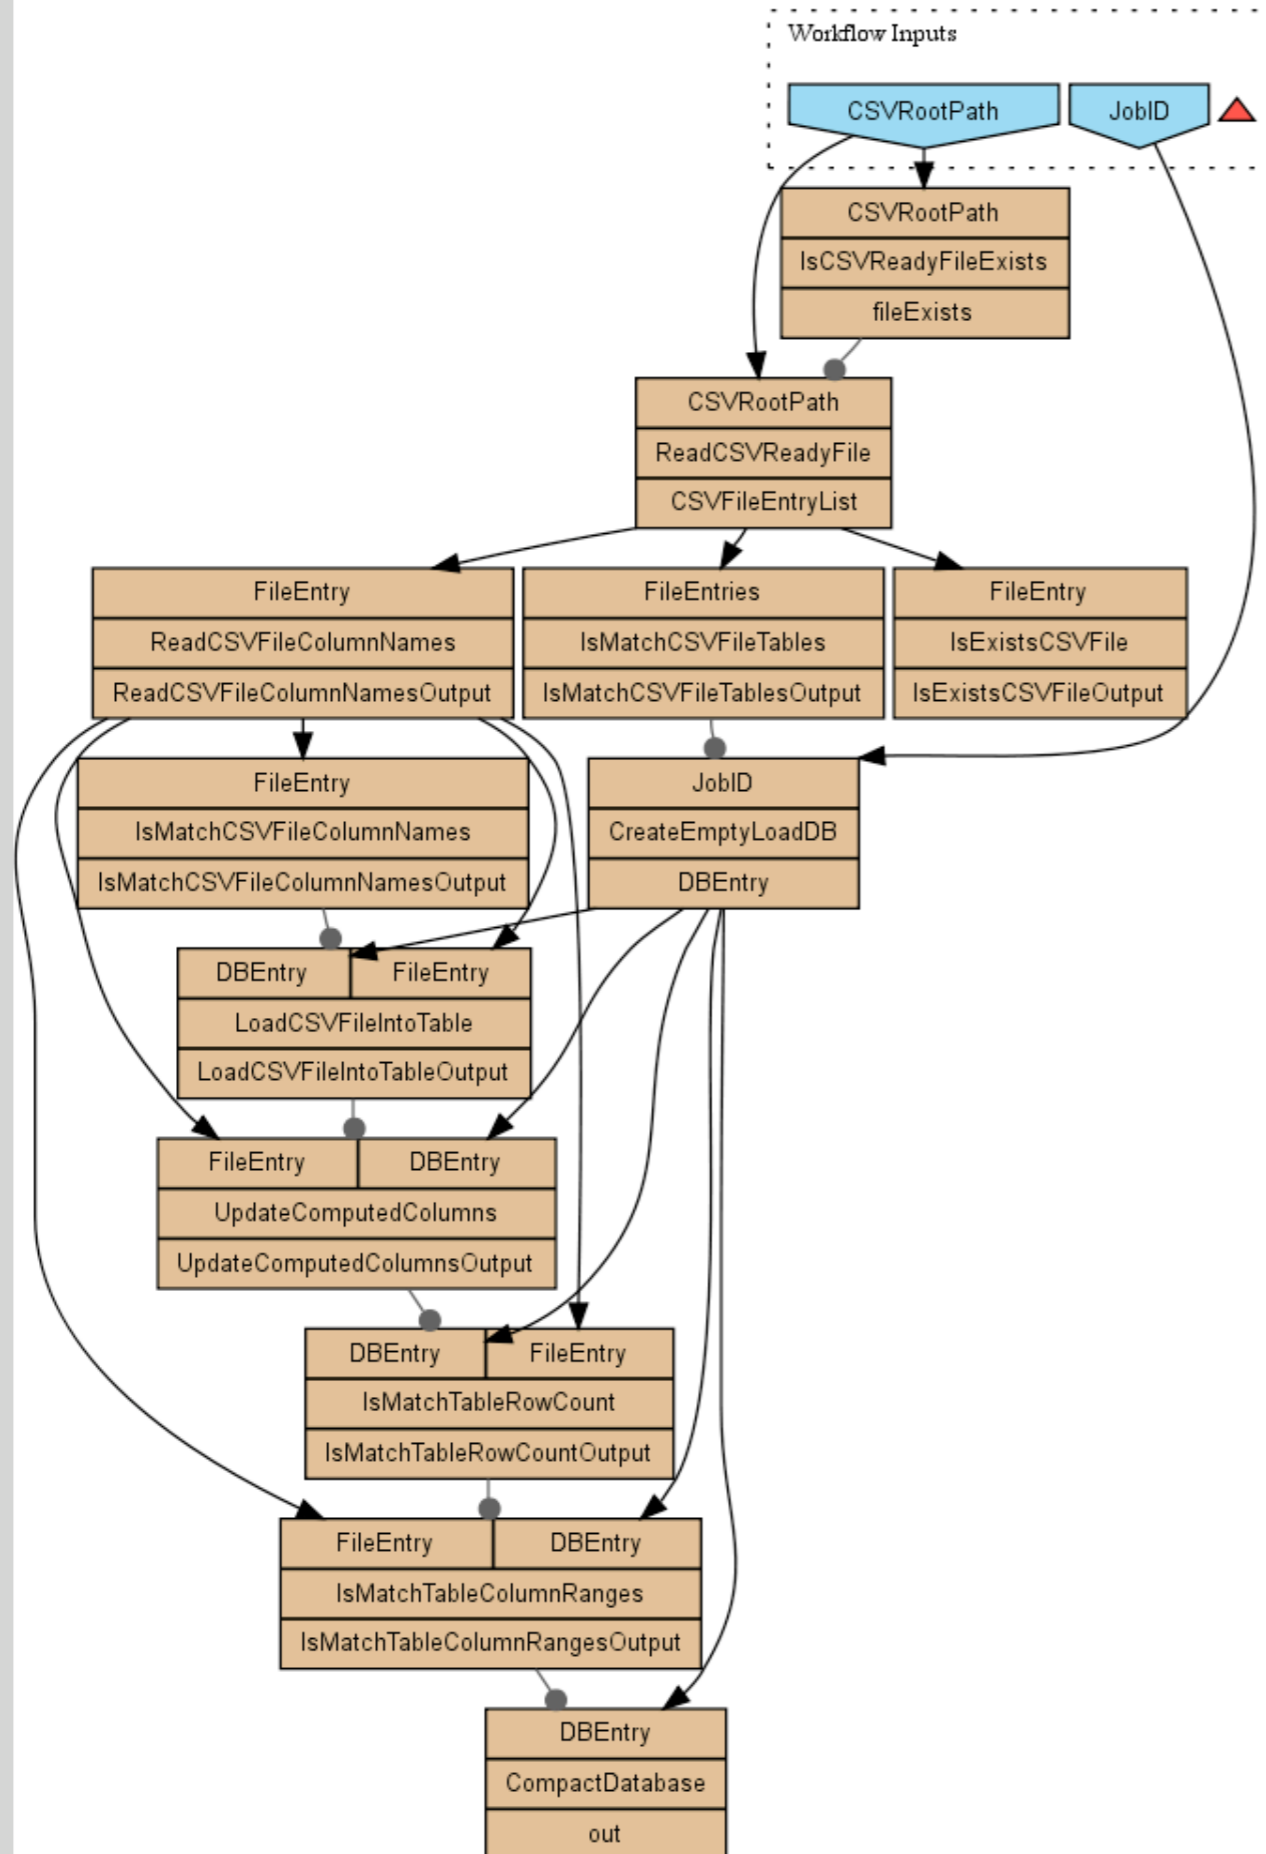 Workflow Inputs
CSVRootPath JobID
CSVRootPath
IsCSVReadyFileExists
fileExists
CSVRootPath
ReadCSVReadyFile
CSVFileEntryList
FileEntry FileEntries FileEntry
ReadCSVFileColumnNames IsMatchCSVFileTables IsExistsCSVFile
ReadCSVFileColumnNamesOutput IsMatchCSVFileTablesOutput IsExistsCSVFileOutput
FileEntry JobID
IsMatchCSVFileColumnNames CreateEmptyLoadDB
IsMatchCSVFileColumnNamesOutput DBEntry
DBEntry FileEntry
LoadCSVFileIntoTable
LoadCSVFileIntoTableOutput
FileEntry DBEntry
UpdateComputedColumns
UpdateComputedColumnsOutput
DBEntry FileEntry
IsMatchTableRowCount
IsMatchTableRowCountOutput
FileEntry DBEntry
IsMatchTableColumnRanges
IsMatchTableColumnRangesOutput
DBEntry
CompactDatabase
out